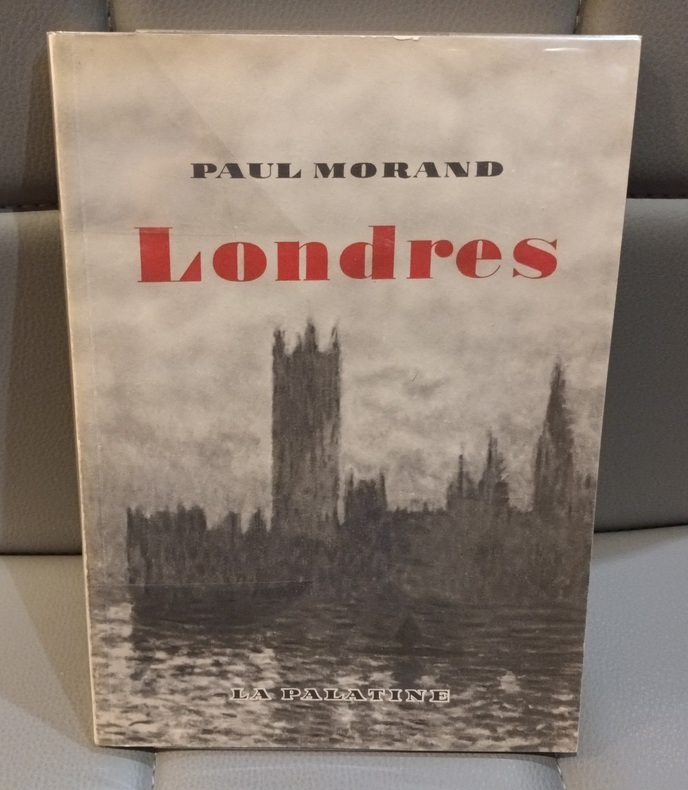 PAUL MORAND
Londres
LA PALATINE